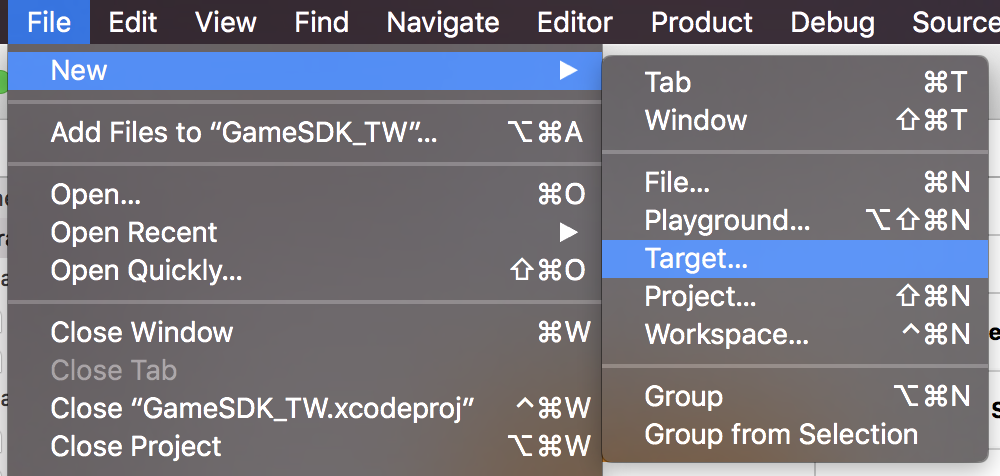 File Edit View Find Navigate Editor Product Debug Source
New ▶
Add Files to “GameSDK_TW”... ⌥⌘A
Open... ⌘O
Open Recent ▶
Open Quickly... ⇧⌘O
Close Window ⌘W
Close Tab
Close “GameSDK_TW.xcodeproj” ^⌘W
Close Project ⌥⌘W
Tab ⌘T
Window ⇧⌘T
File... ⌘N
Playground... ⌥⇧⌘N
Target...
Project... ⇧⌘N
Workspace... ^⌘N
Group ⌥⌘N
Group from Selection